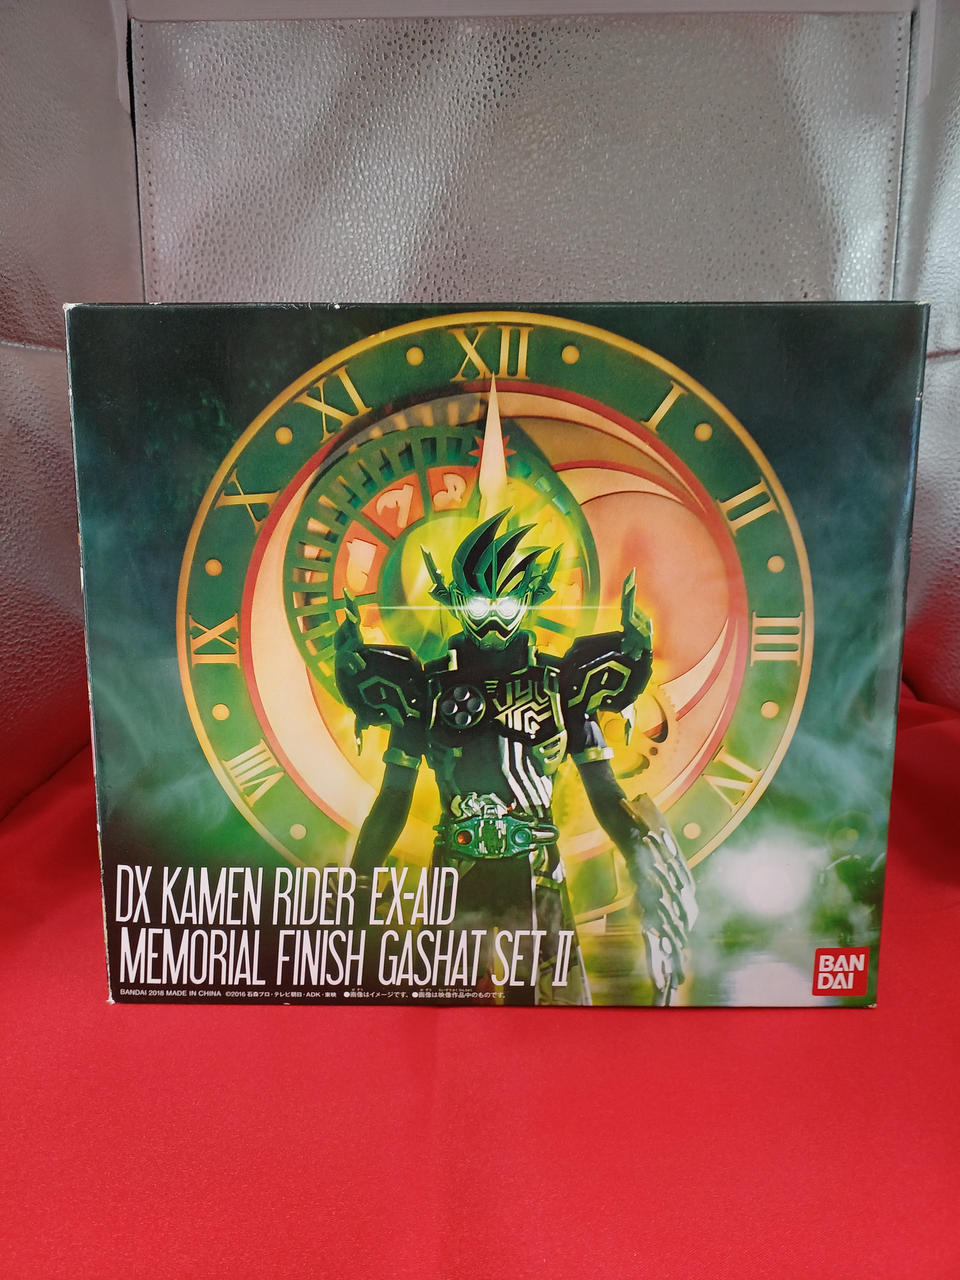 XII
I
II
III
IV
VIII
XI
X
XI
DX KAMEN RIDER EX-AID
MEMORIAL FINISH GASHAT SET II
BANDAI 2018 MADE IN CHINA ©2016 石森プロ・テレビ朝日・ADK・東映 ●画像はイメージです。 ●画像は映像作品中のものです。
BAN
DAI